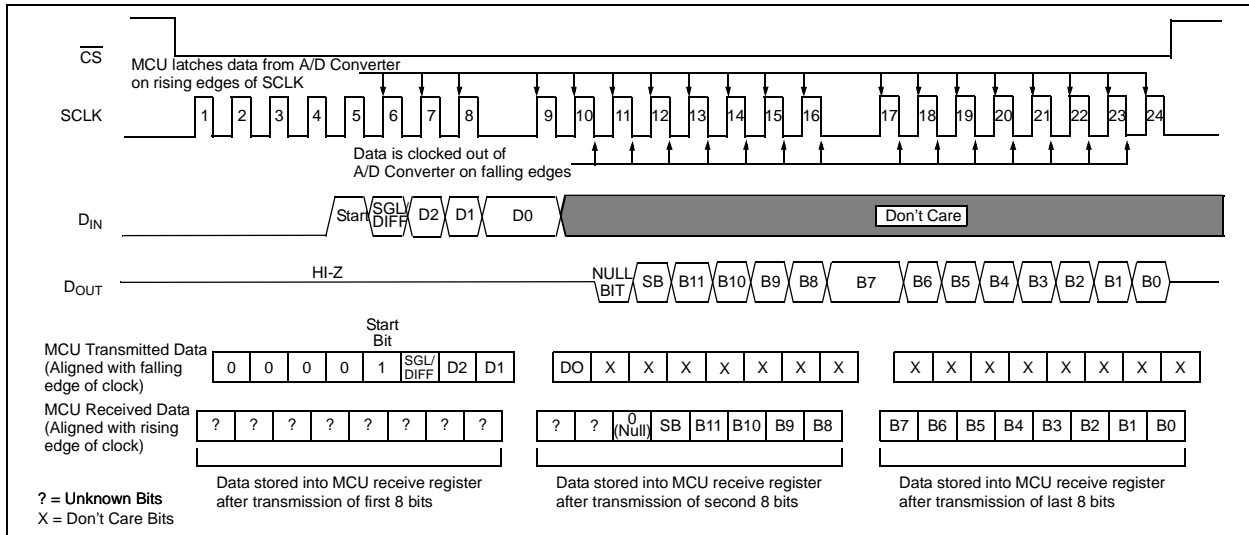 CS
MCU latches data from A/D Converter
on rising edges of SCLK
SCLK
1 2 3 4 5 6 7 8 9 10 11 12 13 14 15 16 17 18 19 20 21 22 23 24
Data is clocked out of
A/D Converter on falling edges
DIN
Start SGL/DIFF D2 D1 D0 Don't Care
HI-Z
DOUT
NULL BIT SB B11 B10 B9 B8 B7 B6 B5 B4 B3 B2 B1 B0
Start
Bit
MCU Transmitted Data
(Aligned with falling
edge of clock)
0 0 0 0 1 SGL/DIFF D2 D1 DO X X X X X X X X X X X X X X X
MCU Received Data
(Aligned with rising
edge of clock)
? ? ? ? ? ? ? ? ? ? 0 (Null) SB B11 B10 B9 B8 B7 B6 B5 B4 B3 B2 B1 B0
Data stored into MCU receive register
after transmission of first 8 bits
Data stored into MCU receive register
after transmission of second 8 bits
Data stored into MCU receive register
after transmission of last 8 bits
? = Unknown Bits
X = Don't Care Bits